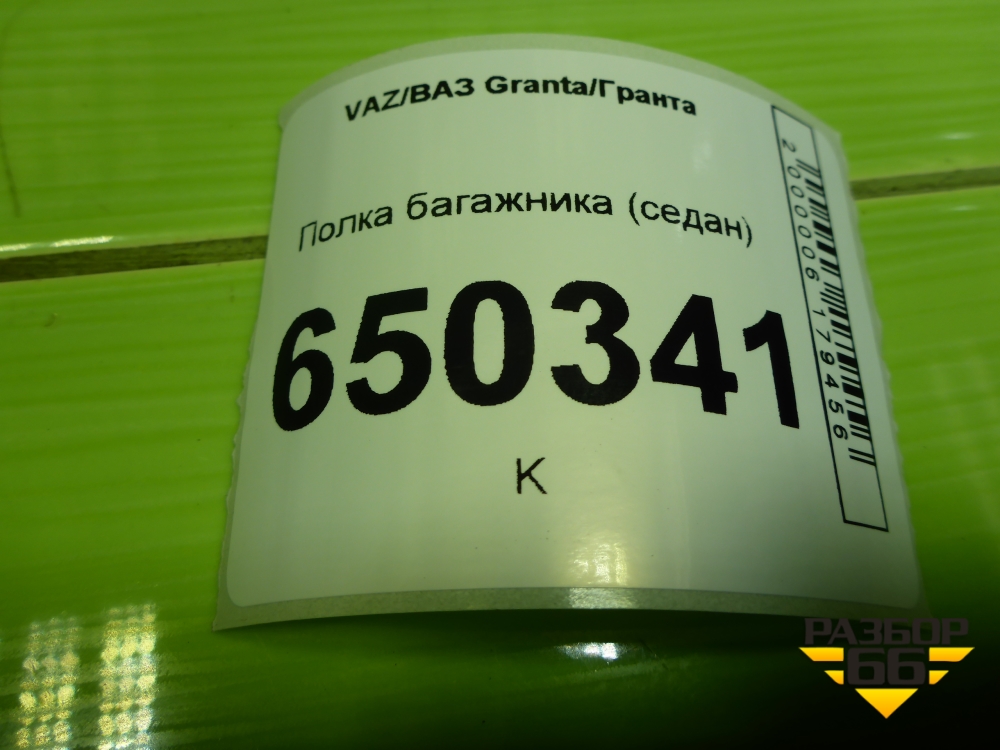 VAZ/ВАЗ Granta/Гранта
Полка багажника (седан)
650341
К
2000006179456
РАЗБОР
66